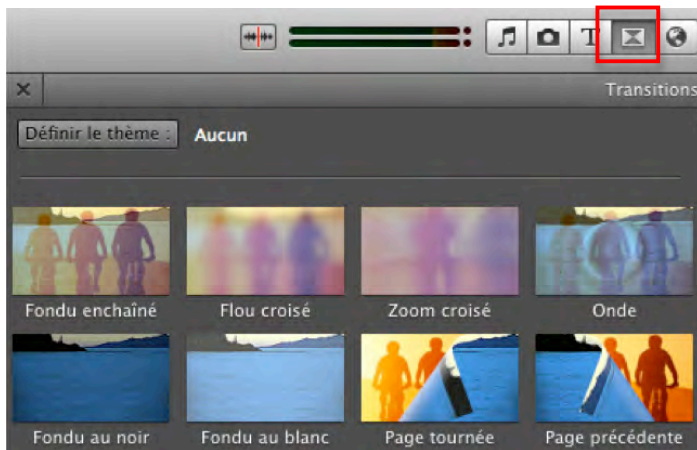 T
Transitions
Définir le thème : Aucun
Fondu enchaîné Flou croisé Zoom croisé Onde
Fondu au noir Fondu au blanc Page tournée Page précédente